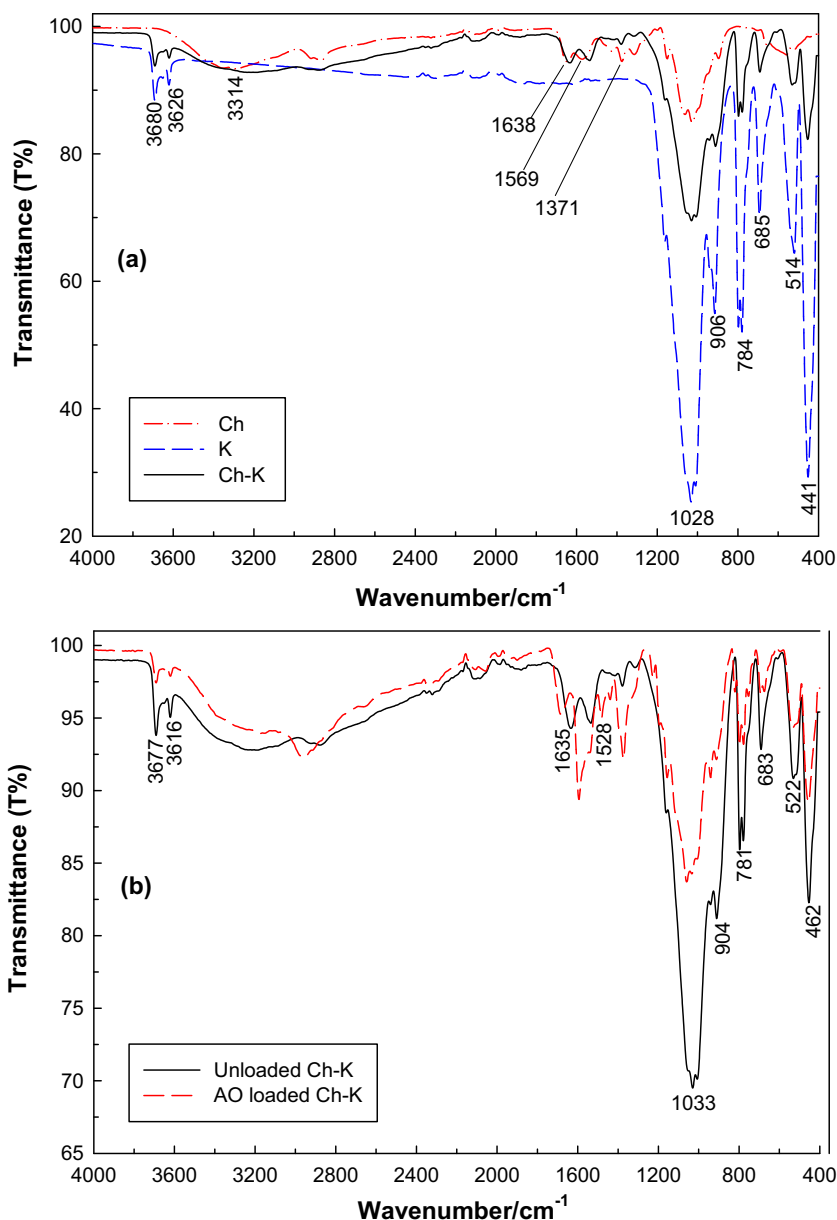 100
80
60
40
20
Transmittance (T%)
3680
3626
3314
1638
1569
1371
(a)
685
514
906
784
441
1028
Ch
K
Ch-K
4000 3600 3200 2800 2400 2000 1600 1200 800 400
Wavenumber/cm-1
100
95
90
85
80
75
70
65
Transmittance (T%)
3677
3616
1635
1528
683
522
781
904
462
(b)
1033
Unloaded Ch-K
AO loaded Ch-K
4000 3600 3200 2800 2400 2000 1600 1200 800 400
Wavenumber/cm-1